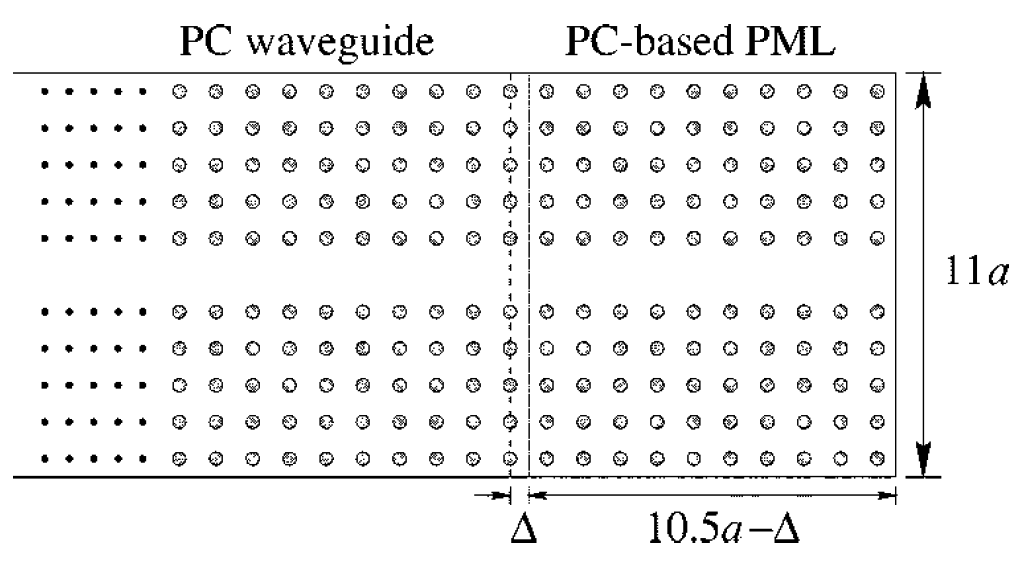 PC waveguide PC-based PML
11a
Δ 10.5a−Δ